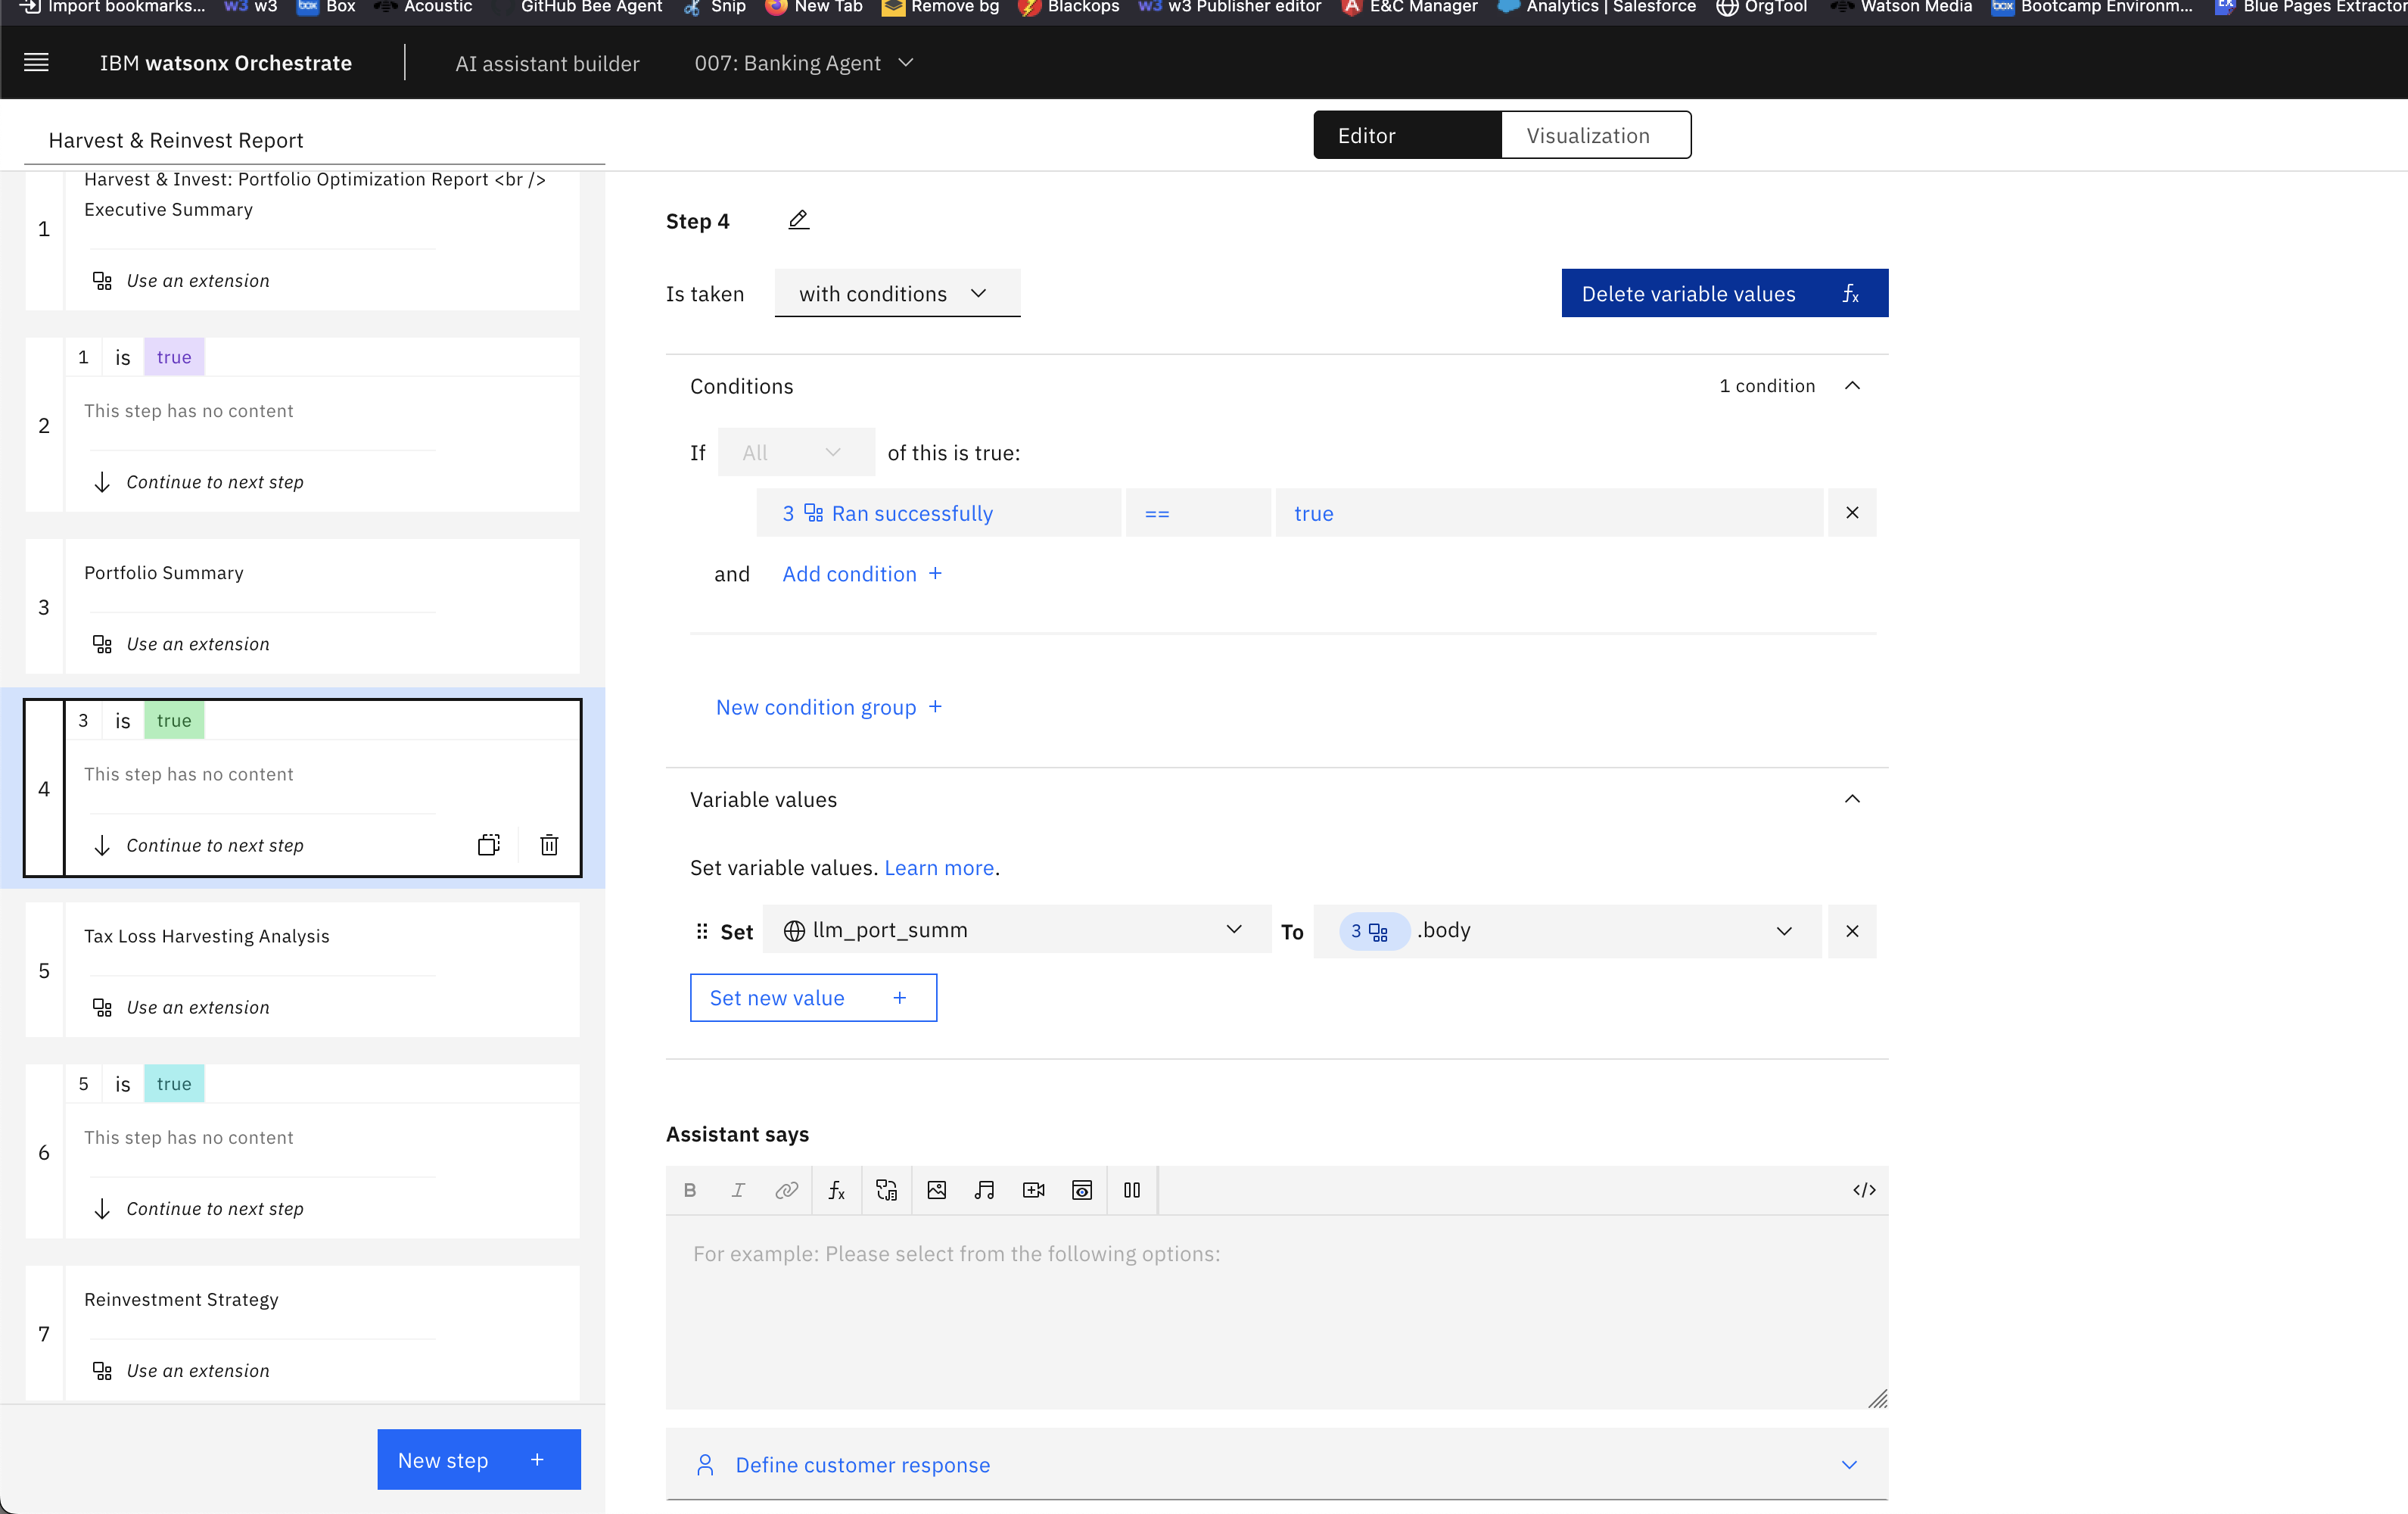 Import bookmarks... w3 w3 box Box Acoustic GitHub Bee Agent Snip New Tab Remove bg Blackops w3 w3 Publisher editor E&C Manager Analytics | Salesforce OrgTool Watson Media box Bootcamp Environm... Blue Pages Extractor
IBM watsonx Orchestrate AI assistant builder 007: Banking Agent
Harvest & Reinvest Report
Editor Visualization
1
Harvest & Invest: Portfolio Optimization Report <br />
Executive Summary
Use an extension
2
1 is true
This step has no content
Continue to next step
3
Portfolio Summary
Use an extension
4
3 is true
This step has no content
Continue to next step
5
Tax Loss Harvesting Analysis
Use an extension
6
5 is true
This step has no content
Continue to next step
7
Reinvestment Strategy
Use an extension
New step +
Step 4
Is taken with conditions Delete variable values fx
Conditions 1 condition
If All of this is true:
3 Ran successfully == true
and Add condition +
New condition group +
Variable values
Set variable values. Learn more.
Set llm_port_summ To 3 .body
Set new value +
Assistant says
B I fx </>
For example: Please select from the following options:
Define customer response